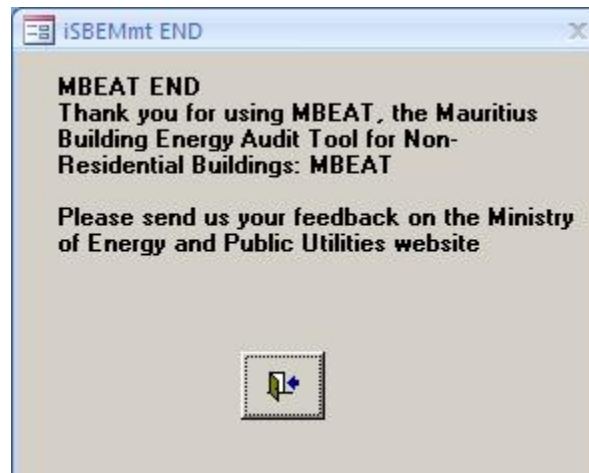 iSBEMmt END
MBEAT END
Thank you for using MBEAT, the Mauritius
Building Energy Audit Tool for Non-
Residential Buildings: MBEAT
Please send us your feedback on the Ministry
of Energy and Public Utilities website